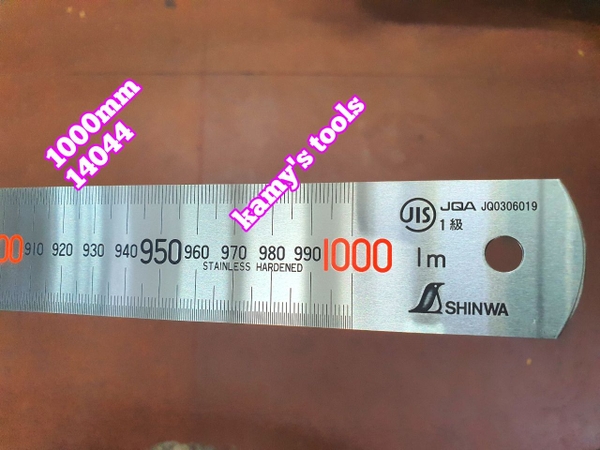 1000mm
14044
kamy's tools
JIS JQA JQ0306019
1級
00 910 920 930 940 950 960 970 980 990 1000 1m
STAINLESS HARDENED
SHINWA